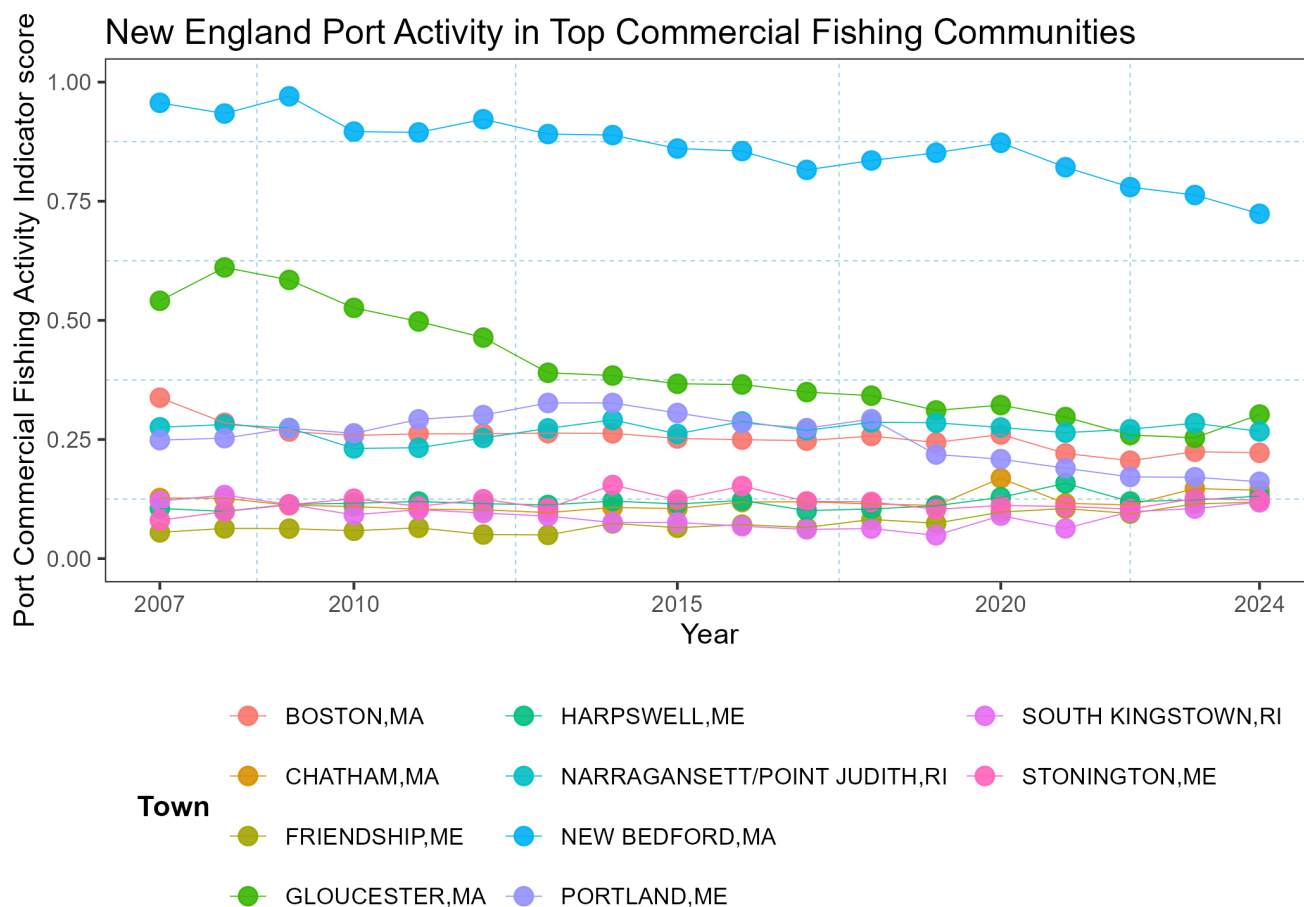 New England Port Activity in Top Commercial Fishing Communities
Port Commercial Fishing Activity Indicator score
1.00
0.75
0.50
0.25
0.00
2007 2010 2015 2020 2024
Year
Town
BOSTON,MA
CHATHAM,MA
FRIENDSHIP,ME
GLOUCESTER,MA
HARPSWELL,ME
NARRAGANSETT/POINT JUDITH,RI
NEW BEDFORD,MA
PORTLAND,ME
SOUTH KINGSTOWN,RI
STONINGTON,ME